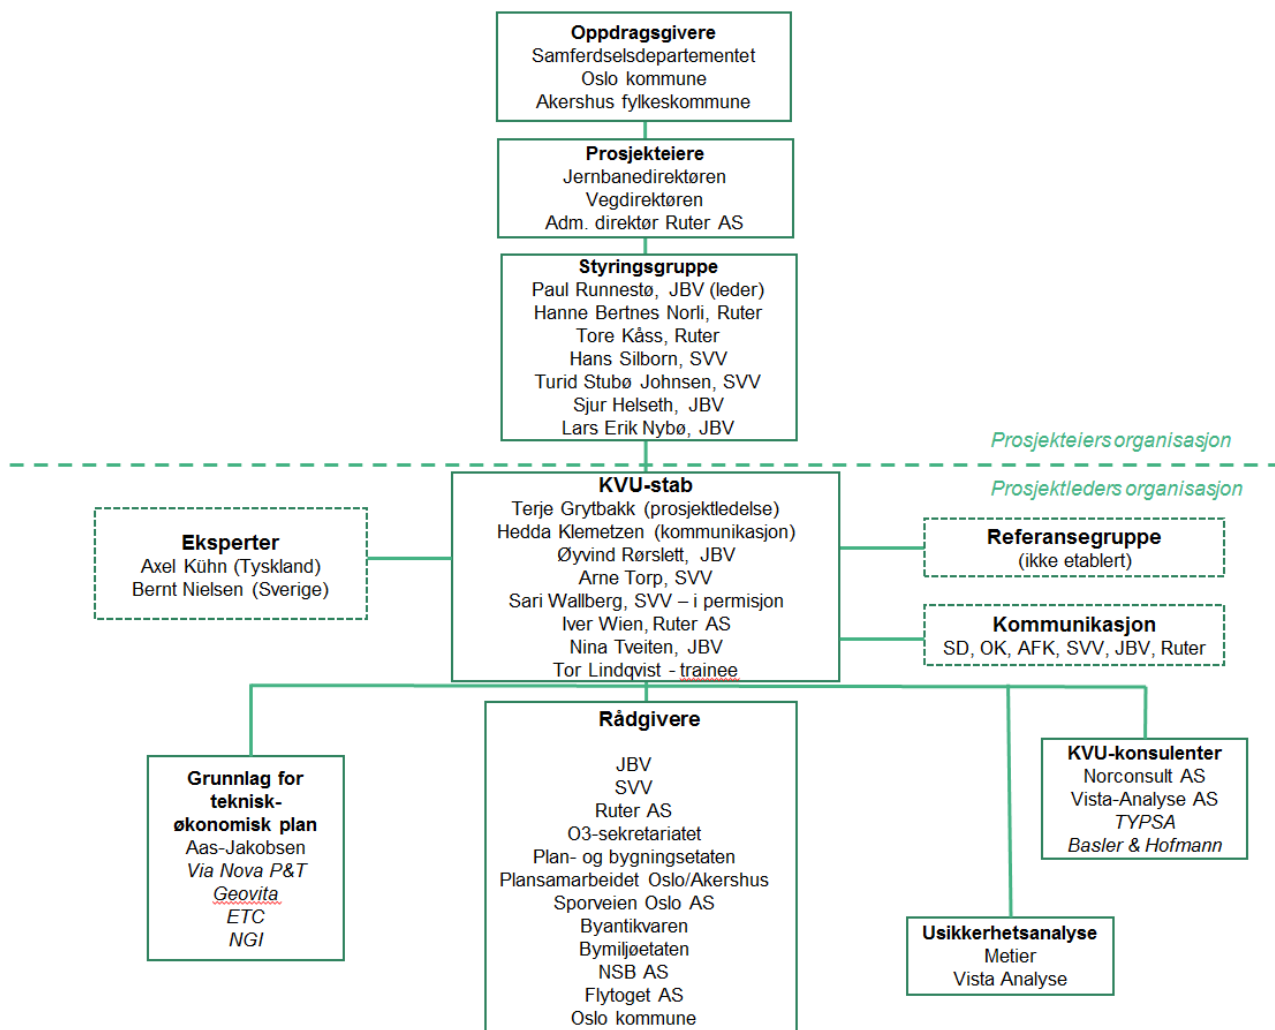 Oppdragsgivere
Samferdselsdepartementet
Oslo kommune
Akershus fylkeskommune
Prosjekteiere
Jernbanedirektøren
Vegdirektøren
Adm. direktør Ruter AS
Styringsgruppe
Paul Runnestø, JBV (leder)
Hanne Bertnes Norli, Ruter
Tore Kåss, Ruter
Hans Silborn, SVV
Turid Stubø Johnsen, SVV
Sjur Helseth, JBV
Lars Erik Nybø, JBV
Prosjekteiers organisasjon
Prosjektleders organisasjon
KVU-stab
Terje Grytbakk (prosjektledelse)
Hedda Klemetzen (kommunikasjon)
Øyvind Rørslett, JBV
Arne Torp, SVV
Sari Wallberg, SVV – i permisjon
Iver Wien, Ruter AS
Nina Tveiten, JBV
Tor Lindqvist - trainee
Eksperter
Axel Kühn (Tyskland)
Bernt Nielsen (Sverige)
Referansegruppe
(ikke etablert)
Kommunikasjon
SD, OK, AFK, SVV, JBV, Ruter
Grunnlag for
teknisk-
økonomisk plan
Aas-Jakobsen
Via Nova P&T
Geovita
ETC
NGI
Rådgivere
JBV
SVV
Ruter AS
O3-sekretariatet
Plan- og bygningsetaten
Plansamarbeidet Oslo/Akershus
Sporveien Oslo AS
Byantikvaren
Bymiljøetaten
NSB AS
Flytoget AS
Oslo kommune
KVU-konsulenter
Norconsult AS
Vista-Analyse AS
TYPSA
Basler & Hofmann
Usikkerhetsanalyse
Metier
Vista Analyse